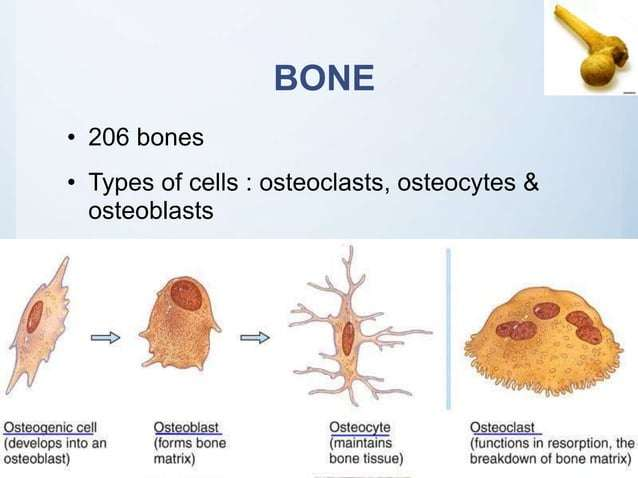 BONE
• 206 bones
• Types of cells : osteoclasts, osteocytes &
osteoblasts
Osteogenic cell
(develops into an
osteoblast)
Osteoblast
(forms bone
matrix)
Osteocyte
(maintains
bone tissue)
Osteoclast
(functions in resorption, the
breakdown of bone matrix)